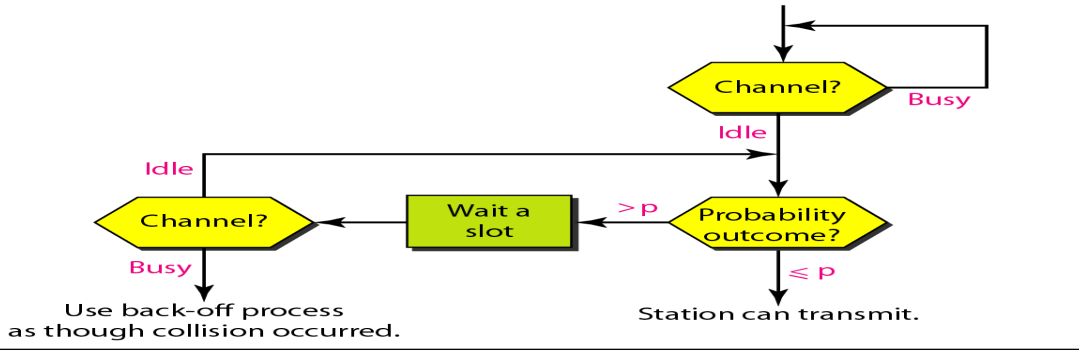 Channel?
Busy
Idle
Idle
Channel?
Wait a
slot
>p
Probability
outcome?
Busy
⩽ p
Use back-off process
as though collision occurred.
Station can transmit.